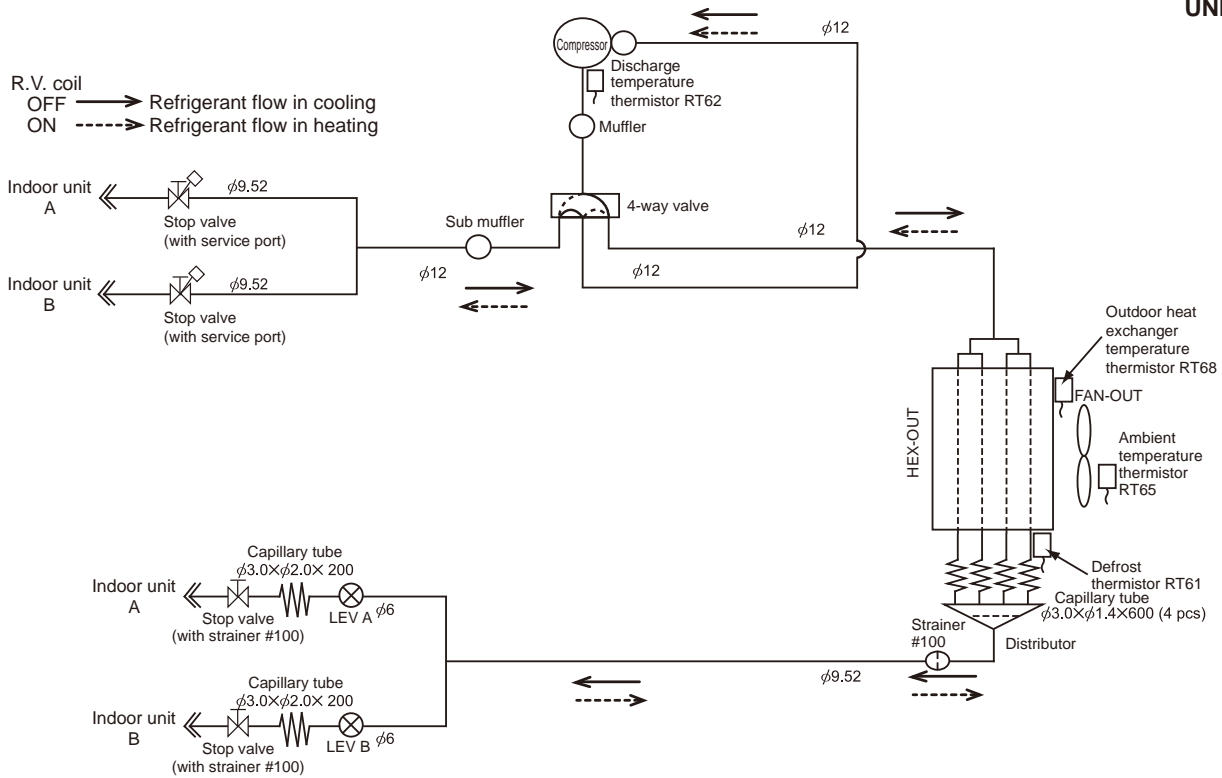 UNI
Compressor
φ12
Discharge
temperature
thermistor RT62
R.V. coil
OFF Refrigerant flow in cooling
ON Refrigerant flow in heating
Muffler
Indoor unit
A
φ9.52
Stop valve
(with service port)
4-way valve
Sub muffler
φ12
φ12
φ12
Indoor unit
B
φ9.52
Stop valve
(with service port)
Outdoor heat
exchanger
temperature
thermistor RT68
FAN-OUT
HEX-OUT
Ambient
temperature
thermistor
RT65
Defrost
thermistor RT61
Capillary tube
φ3.0×φ1.4×600 (4 pcs)
Distributor
Strainer
#100
φ9.52
Capillary tube
φ3.0×φ2.0× 200
Indoor unit
A
LEV A
φ6
Stop valve
(with strainer #100)
Capillary tube
φ3.0×φ2.0× 200
Indoor unit
B
LEV B
φ6
Stop valve
(with strainer #100)